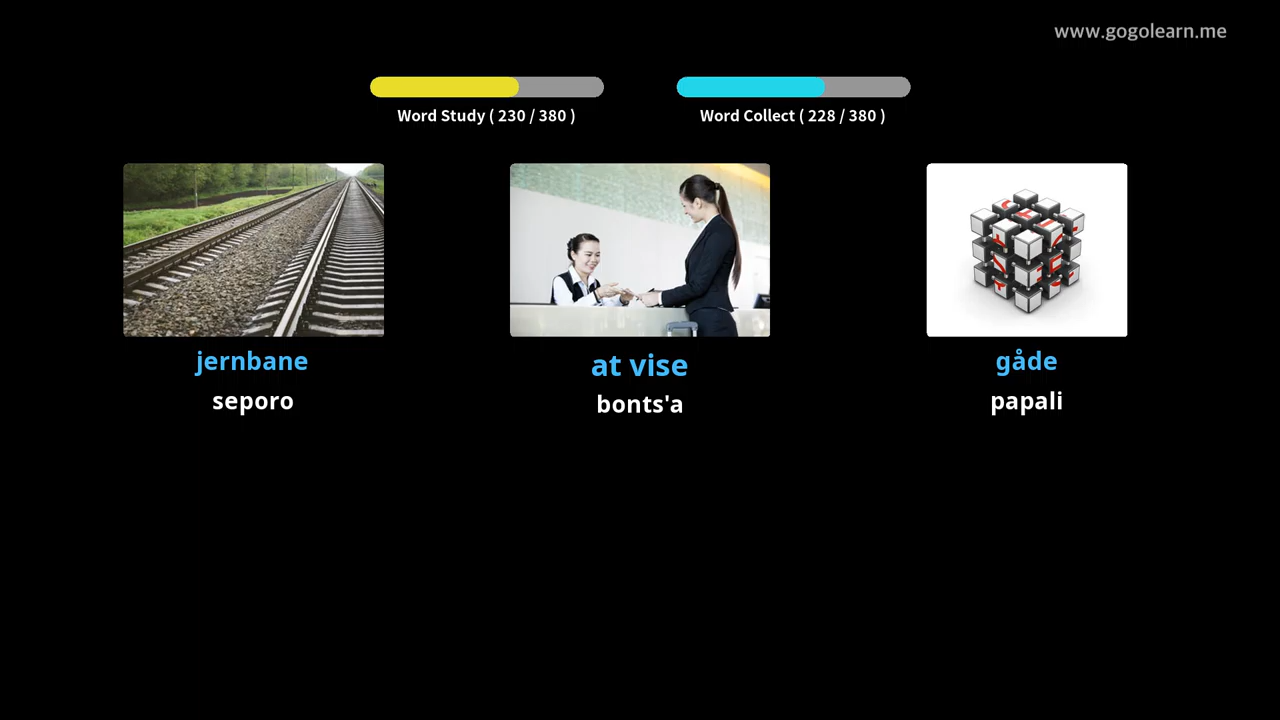 www.gogolearn.me
Word Study ( 230 / 380 )
Word Collect ( 228 / 380 )
jernbane
seporo
at vise
bonts'a
gåde
papali